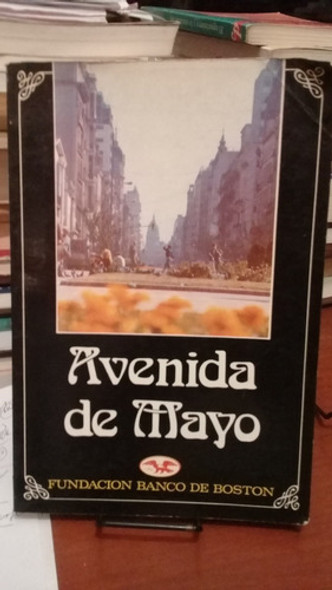 Avenida
de Mayo
FUNDACION BANCO DE BOSTON